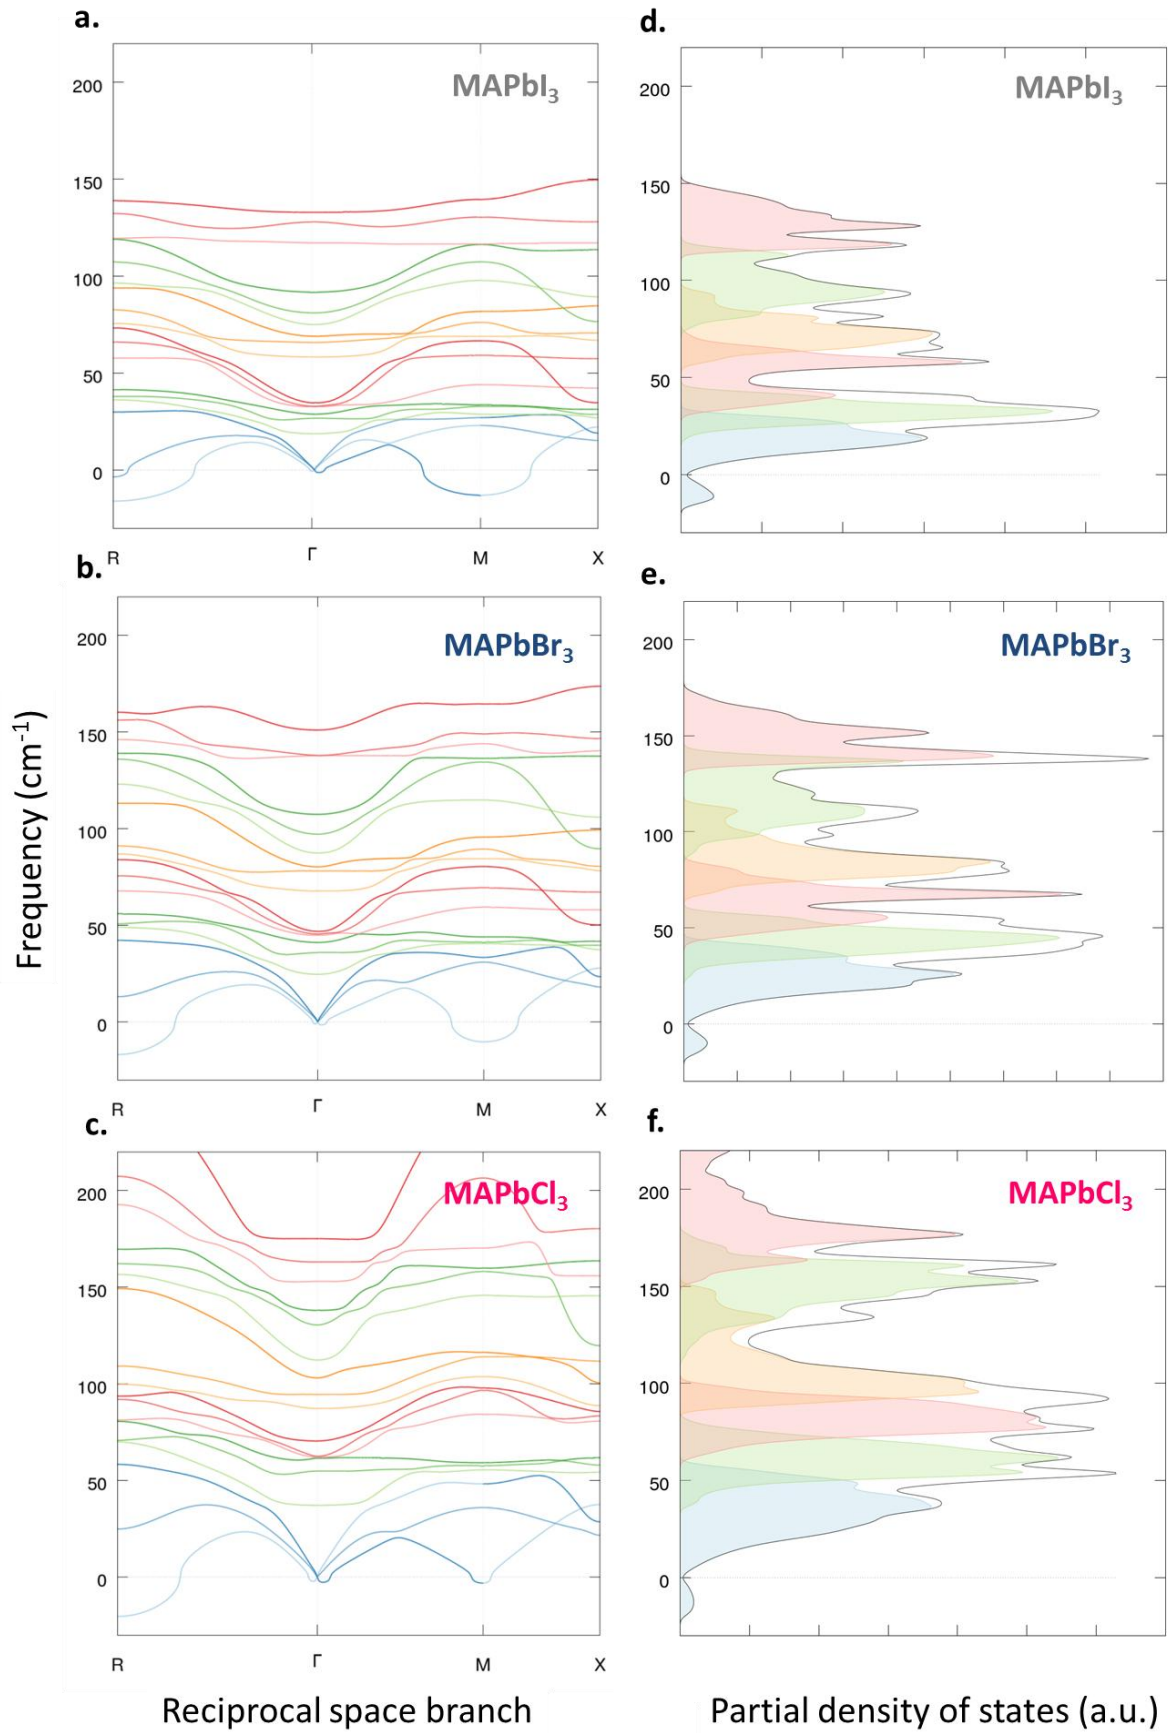 a.
MAPbI3
200
150
100
50
0
R Γ M X
d.
MAPbI3
200
150
100
50
0
b.
MAPbBr3
200
150
100
50
0
R Γ M X
e.
MAPbBr3
200
150
100
50
0
Frequency (cm-1)
c.
MAPbCl3
200
150
100
50
0
R Γ M X
f.
MAPbCl3
200
150
100
50
0
Reciprocal space branch
Partial density of states (a.u.)